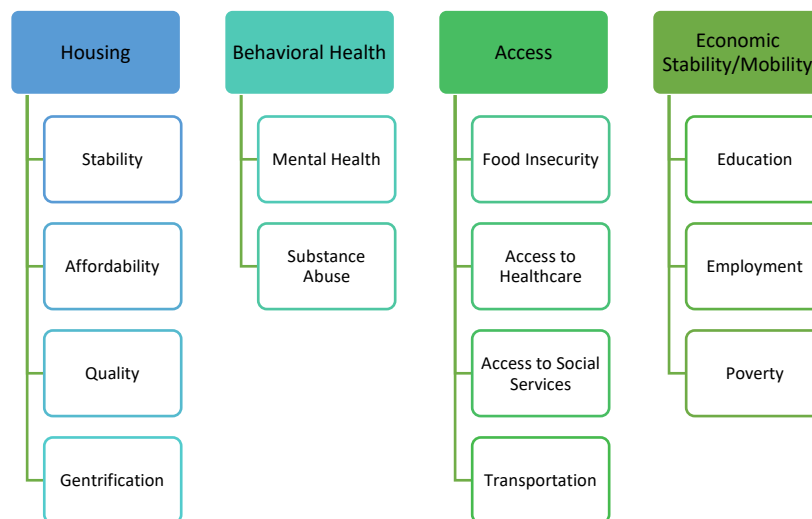 Housing
Stability
Affordability
Quality
Gentrification
Behavioral Health
Mental Health
Substance
Abuse
Access
Food Insecurity
Access to
Healthcare
Access to Social
Services
Transportation
Economic
Stability/Mobility
Education
Employment
Poverty